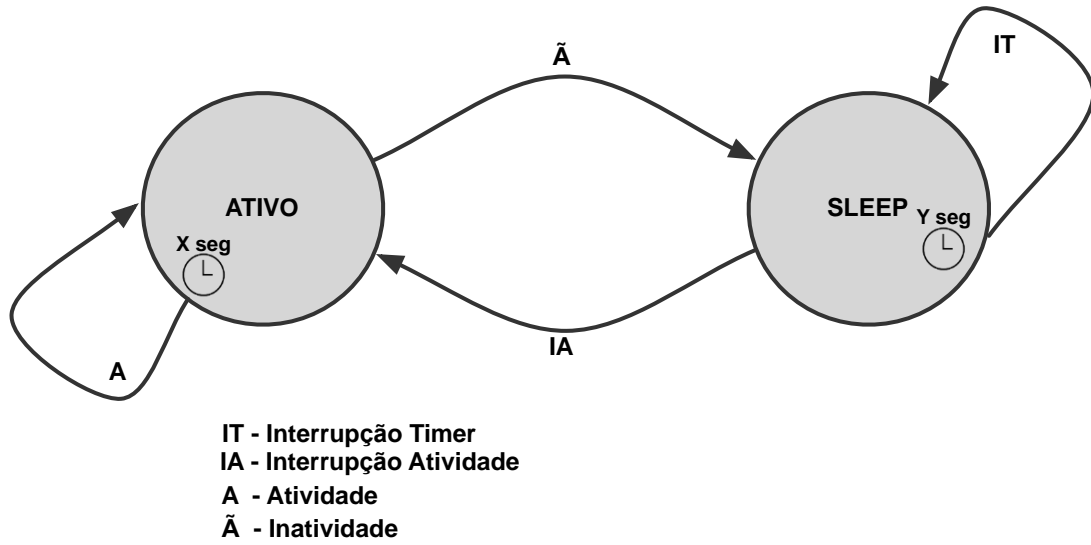 Ã
IT
ATIVO
X seg
SLEEP
Y seg
A
IA
IT - Interrupção Timer
IA - Interrupção Atividade
A - Atividade
Ã - Inatividade